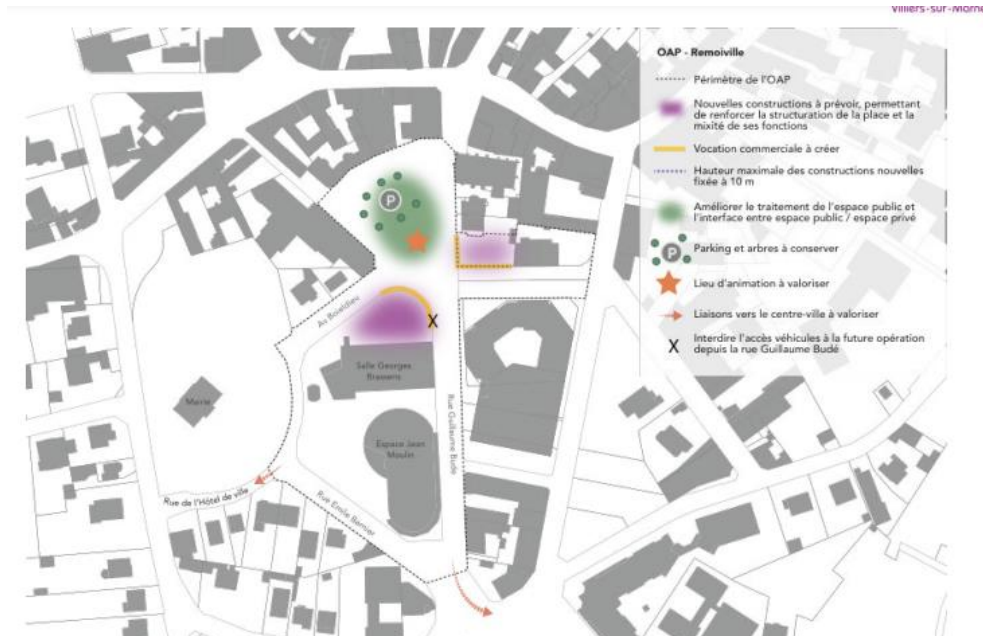 Villiers-sur-Marne
OAP - Remoiville
Périmètre de l'OAP
Nouvelles constructions à prévoir, permettant
de renforcer la structuration de la place et la
mixité de ses fonctions
Vocation commerciale à créer
Hauteur maximale des constructions nouvelles
fixée à 10 m
Améliorer le traitement de l'espace public et
l'interface entre espace public / espace privé
P
Parking et arbres à conserver
Lieu d'animation à valoriser
Liaisons vers le centre-ville à valoriser
X
Interdire l'accès véhicules à la future opération
depuis la rue Guillaume Budé
P
Au Boieldieu
X
Salle Georges
Brassens
Mairie
Rue Guillaume Budé
Espace Jean
Moulin
Rue de l'Hôtel de ville
Rue Emile Bernier